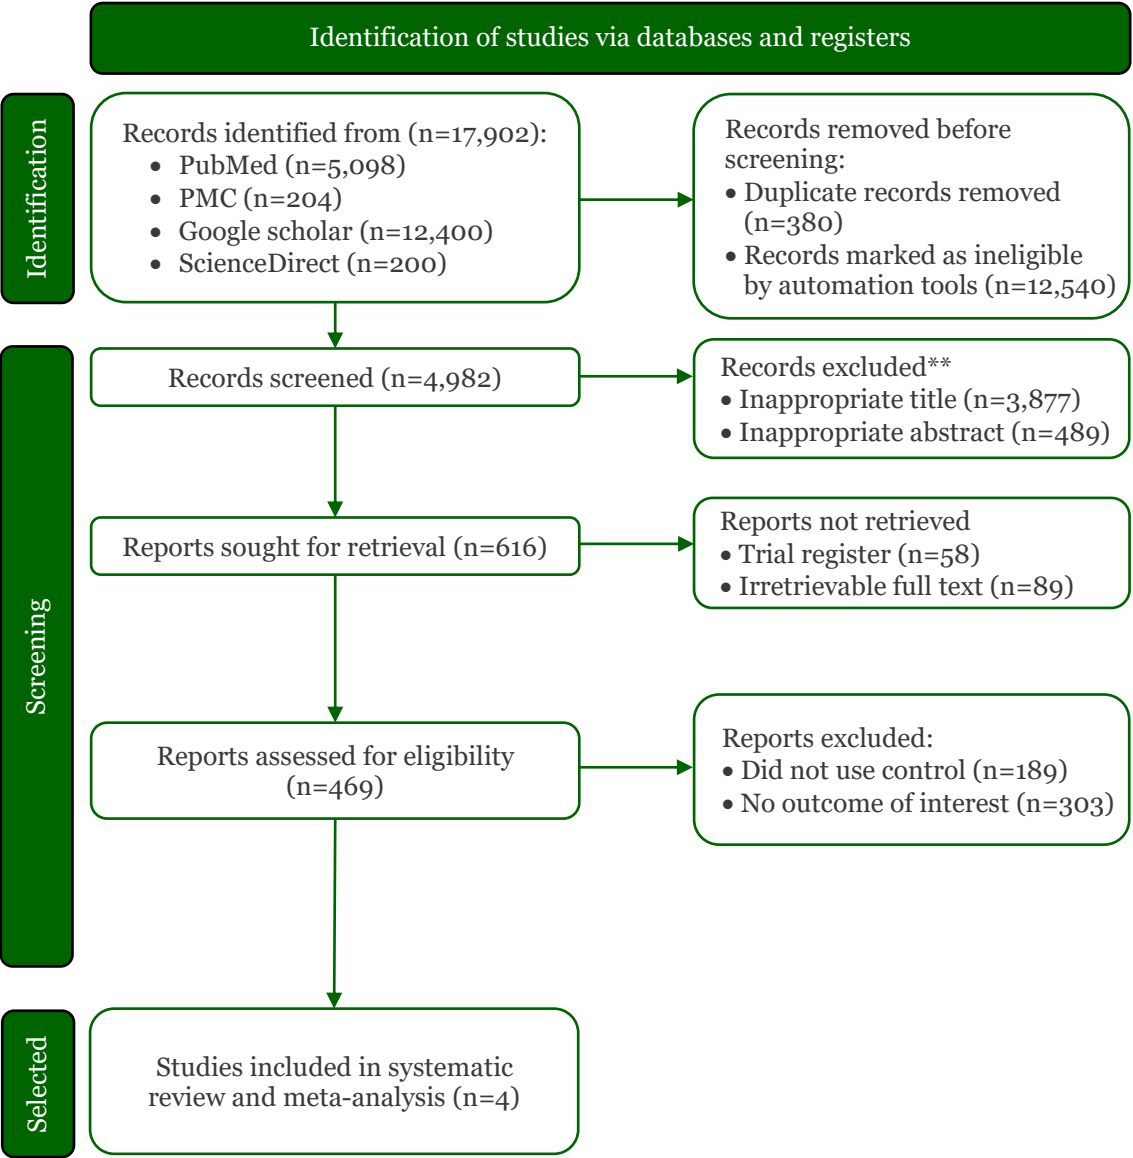 Identification of studies via databases and registers
Identification
Records identified from (n=17,902):
• PubMed (n=5,098)
• PMC (n=204)
• Google scholar (n=12,400)
• ScienceDirect (n=200)
Records removed before
screening:
• Duplicate records removed
(n=380)
• Records marked as ineligible
by automation tools (n=12,540)
Screening
Records screened (n=4,982)
Records excluded**
• Inappropriate title (n=3,877)
• Inappropriate abstract (n=489)
Reports sought for retrieval (n=616)
Reports not retrieved
• Trial register (n=58)
• Irretrievable full text (n=89)
Reports assessed for eligibility
(n=469)
Reports excluded:
• Did not use control (n=189)
• No outcome of interest (n=303)
Selected
Studies included in systematic
review and meta-analysis (n=4)